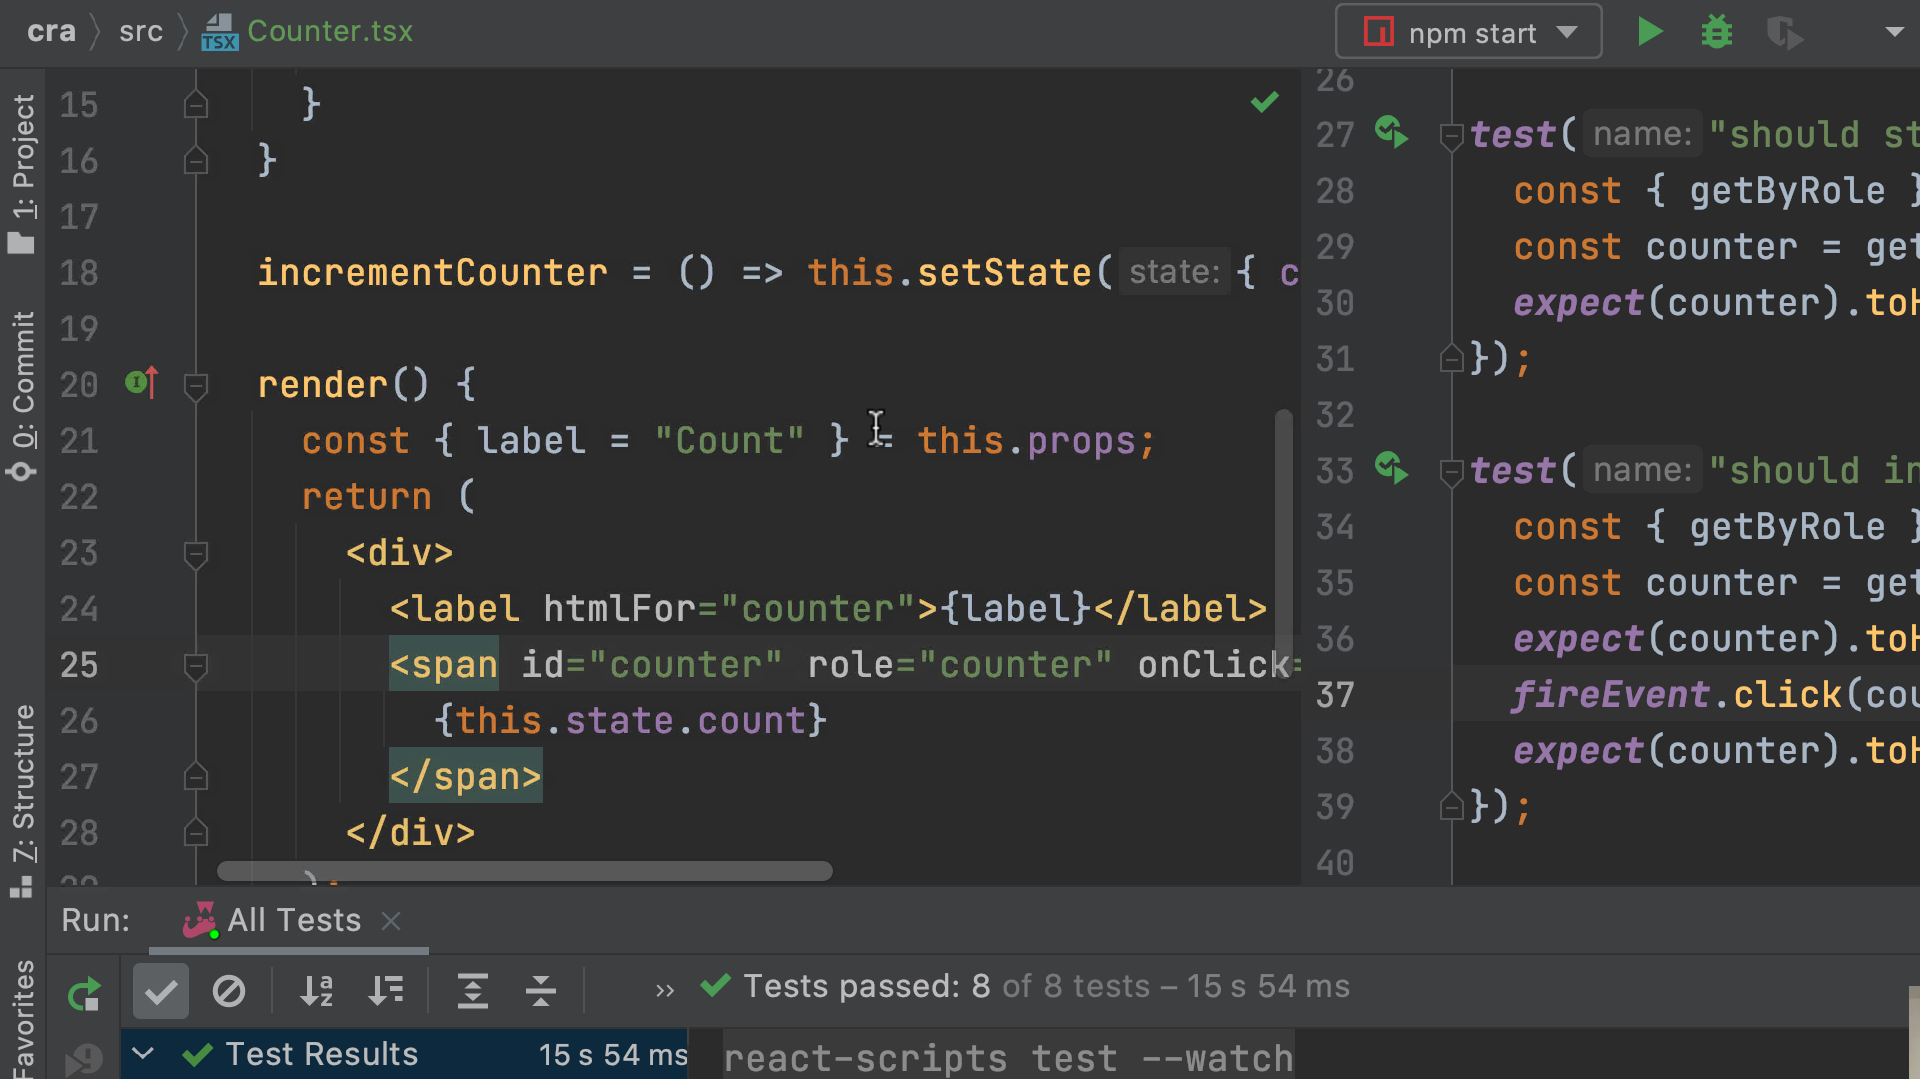 cra src TSX Counter.tsx
npm start
1: Project
0: Commit
Z: Structure
Favorites
15 }
16 }
17
18 incrementCounter = () => this.setState( state: { c
19
20 render() {
21 const { label = "Count" } = this.props;
22 return (
23 <div>
24 <label htmlFor="counter">{label}</label>
25 <span id="counter" role="counter" onClick=
26 {this.state.count}
27 </span>
28 </div>
29 );
26
27 test( name: "should st
28 const { getByRole }
29 const counter = get
30 expect(counter).toH
31 });
32
33 test( name: "should in
34 const { getByRole }
35 const counter = get
36 expect(counter).toH
37 fireEvent.click(cou
38 expect(counter).toH
39 });
40
Run: All Tests
Tests passed: 8 of 8 tests – 15 s 54 ms
Test Results 15 s 54 ms
react-scripts test --watch